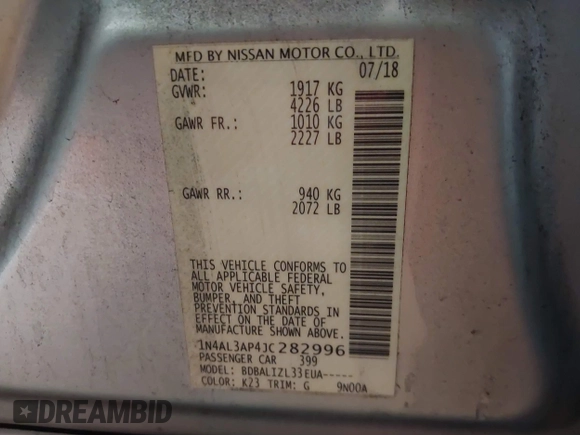 MFD BY NISSAN MOTOR CO., LTD.
DATE: 07/18
GVWR: 1917 KG
4226 LB
GAWR FR.: 1010 KG
2227 LB
GAWR RR.: 940 KG
2072 LB
THIS VEHICLE CONFORMS TO
ALL APPLICABLE FEDERAL
MOTOR VEHICLE SAFETY,
BUMPER, AND THEFT
PREVENTION STANDARDS IN
EFFECT ON THE DATE OF
MANUFACTURE SHOWN ABOVE.
1N4AL3AP4JC282996
PASSENGER CAR 399
MODEL: BDBALIZL33EUA-----
COLOR: K23 TRIM: G 9N00A
DREAMBID